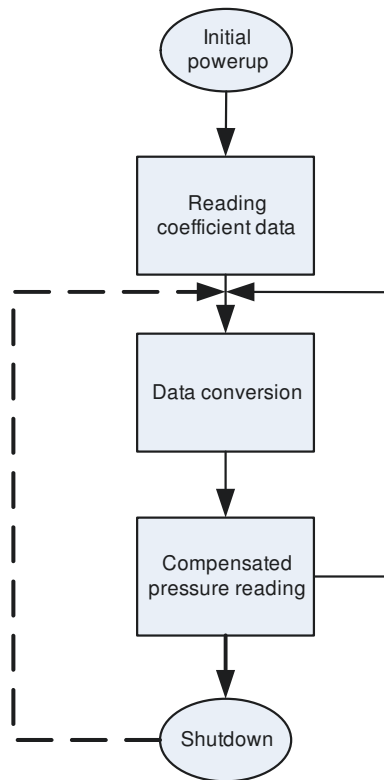 Initial
powerup
Reading
coefficient data
Data conversion
Compensated
pressure reading
Shutdown